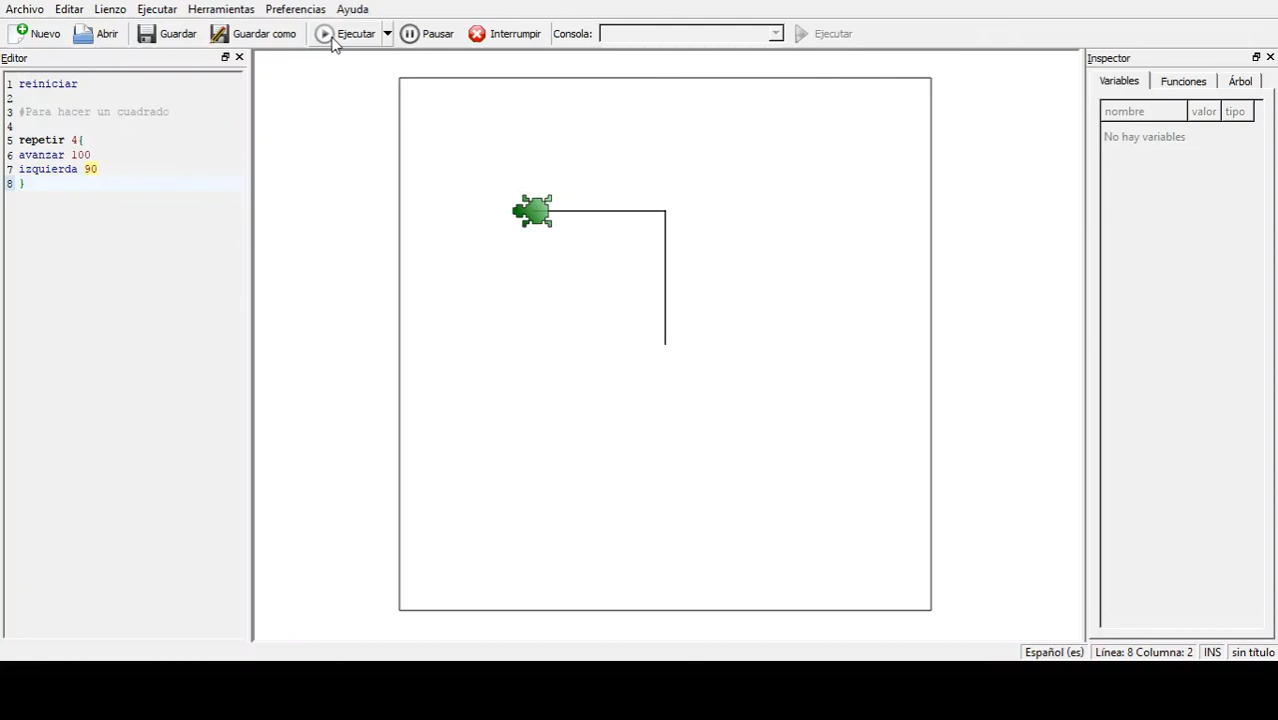 Archivo Editar Lienzo Ejecutar Herramientas Preferencias Ayuda
Nuevo Abrir Guardar Guardar como Ejecutar Pausar Interrumpir Consola: Ejecutar
Editor
1 reiniciar
2
3 #Para hacer un cuadrado
4
5 repetir 4{
6 avanzar 100
7 izquierda 90
8 }
Inspector
Variables Funciones Árbol
nombre valor tipo
No hay variables
Español (es) Línea: 8 Columna: 2 INS sin título